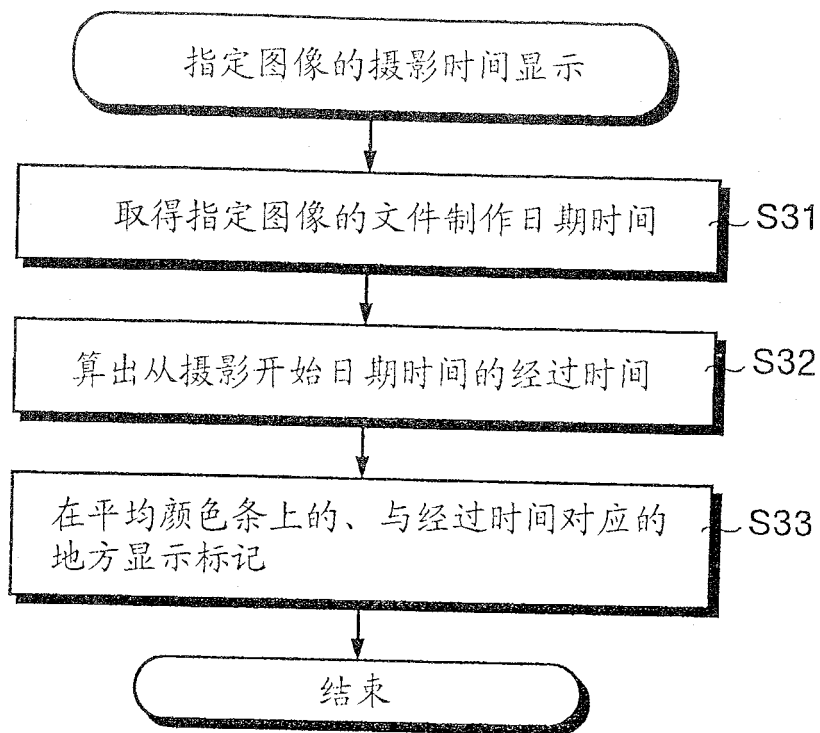 指定图像的摄影时间显示
取得指定图像的文件制作日期时间
S31
算出从摄影开始日期时间的经过时间
S32
在平均颜色条上的、与经过时间对应的
地方显示标记
S33
结束